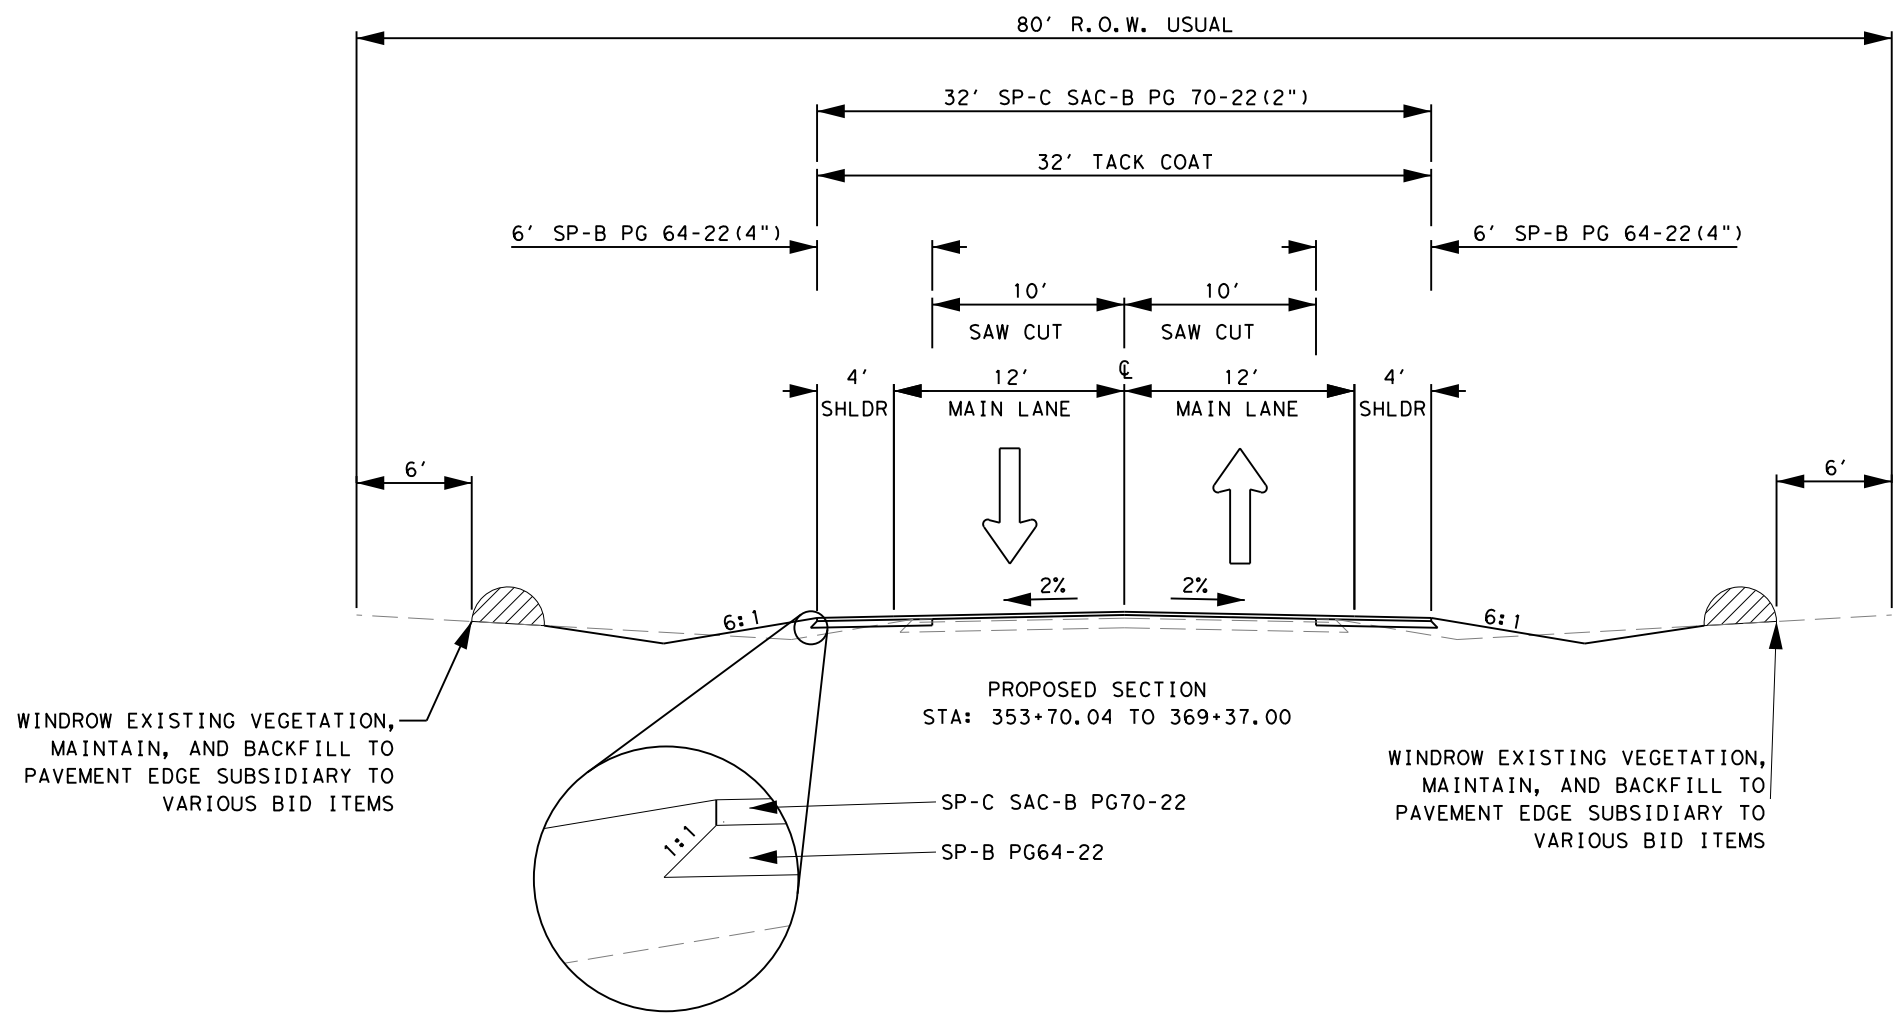 80' R.O.W. USUAL
32' SP-C SAC-B PG 70-22(2")
32' TACK COAT
6' SP-B PG 64-22(4")
6' SP-B PG 64-22(4")
10'
10'
SAW CUT
SAW CUT
℄
4'
12'
12'
4'
SHLDR
MAIN LANE
MAIN LANE
SHLDR
6'
6'
2%
2%
6:1
6:1
PROPOSED SECTION
STA: 353+70.04 TO 369+37.00
WINDROW EXISTING VEGETATION,
MAINTAIN, AND BACKFILL TO
PAVEMENT EDGE SUBSIDIARY TO
VARIOUS BID ITEMS
WINDROW EXISTING VEGETATION,
MAINTAIN, AND BACKFILL TO
PAVEMENT EDGE SUBSIDIARY TO
VARIOUS BID ITEMS
SP-C SAC-B PG70-22
1:1
SP-B PG64-22